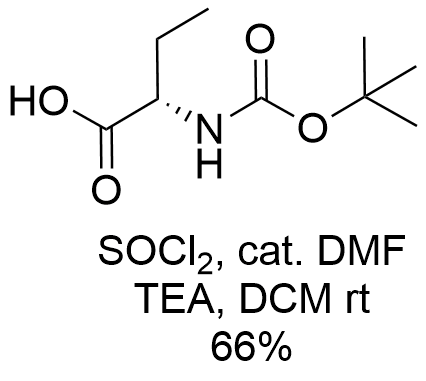 O
HO
N
H
O
O
SOCl₂, cat. DMF
TEA, DCM rt
66%